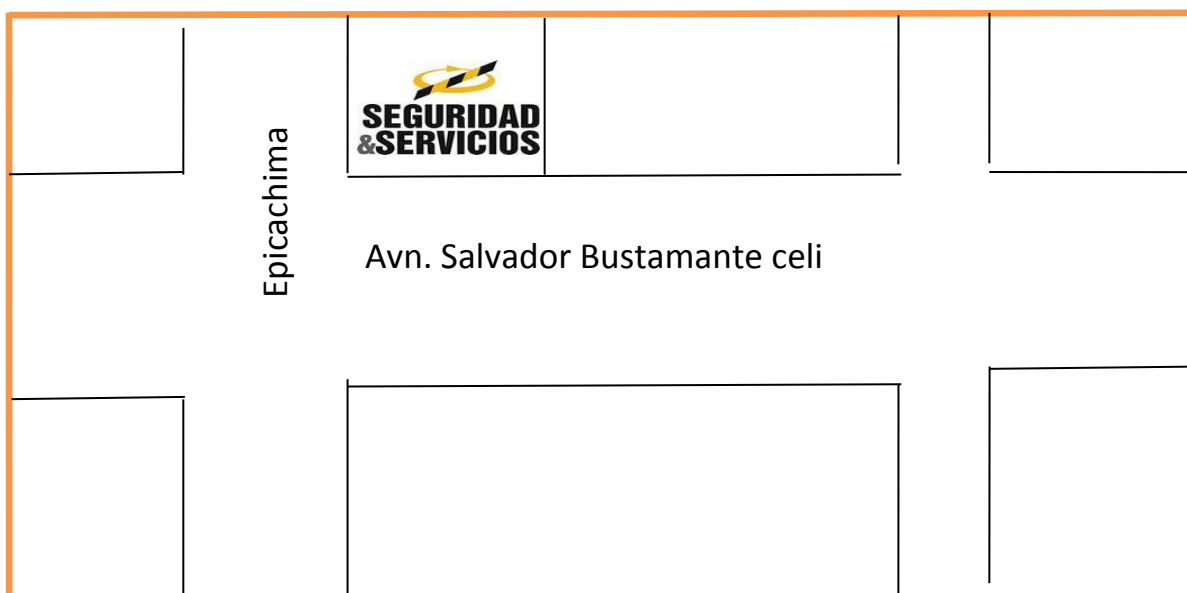 SEGURIDAD
&SERVICIOS
Epicachima
Avn. Salvador Bustamante celi